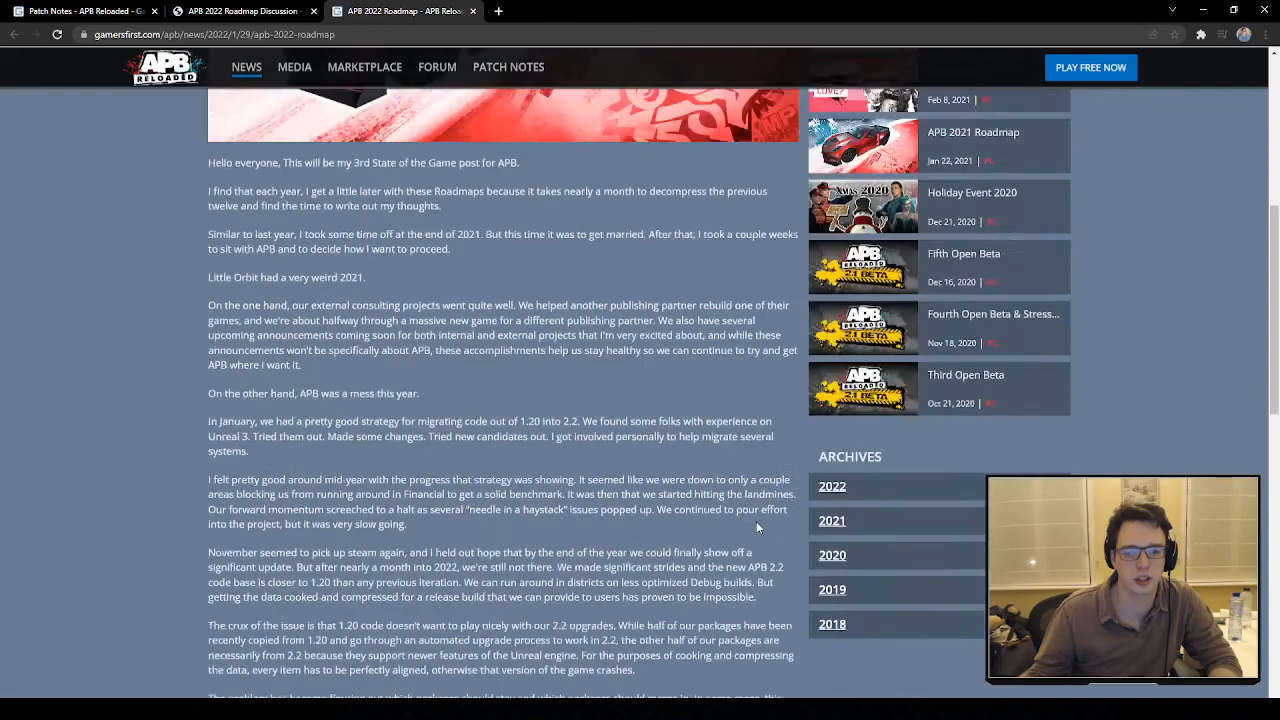 Patch Notes - APB Reloaded - Ga
APB 2022 Roadmap Discussion -
APB 2022 Roadmap - APB Reloa
gamersfirst.com/apb/news/2022/1/29/apb-2022-roadmap
APB
RELOADED
NEWS
MEDIA
MARKETPLACE
FORUM
PATCH NOTES
PLAY FREE NOW
Hello everyone, This will be my 3rd State of the Game post for APB.
I find that each year, I get a little later with these Roadmaps because it takes nearly a month to decompress the previous
twelve and find the time to write out my thoughts.
Similar to last year, I took some time off at the end of 2021. But this time it was to get married. After that, I took a couple weeks
to sit with APB and to decide how I want to proceed.
Little Orbit had a very weird 2021.
On the one hand, our external consulting projects went quite well. We helped another publishing partner rebuild one of their
games, and we're about halfway through a massive new game for a different publishing partner. We also have several
upcoming announcements coming soon for both internal and external projects that I'm very excited about, and while these
announcements won't be specifically about APB, these accomplishments help us stay healthy so we can continue to try and get
APB where I want it.
On the other hand, APB was a mess this year.
In January, we had a pretty good strategy for migrating code out of 1.20 into 2.2. We found some folks with experience on
Unreal 3. Tried them out. Made some changes. Tried new candidates out. I got involved personally to help migrate several
systems.
I felt pretty good around mid-year with the progress that strategy was showing. It seemed like we were down to only a couple
areas blocking us from running around in Financial to get a solid benchmark. It was then that we started hitting the landmines.
Our forward momentum screeched to a halt as several "needle in a haystack" issues popped up. We continued to pour effort
into the project, but it was very slow going.
November seemed to pick up steam again, and I held out hope that by the end of the year we could finally show off a
significant update. But after nearly a month into 2022, we're still not there. We made significant strides and the new APB 2.2
code base is closer to 1.20 than any previous iteration. We can run around in districts on less optimized Debug builds. But
getting the data cooked and compressed for a release build that we can provide to users has proven to be impossible.
The crux of the issue is that 1.20 code doesn't want to play nicely with our 2.2 upgrades. While half of our packages have been
recently copied from 1.20 and go through an automated upgrade process to work in 2.2, the other half of our packages are
necessarily from 2.2 because they support newer features of the Unreal engine. For the purposes of cooking and compressing
the data, every item has to be perfectly aligned, otherwise that version of the game crashes.
LOVE?
Feb 8, 2021 | PC
APB 2021 Roadmap
Jan 22, 2021 | PC
XMAS 2020
Holiday Event 2020
Dec 21, 2020 | PC
APB
RELOADED
2.1 BETA
Fifth Open Beta
Dec 16, 2020 | PC
APB
RELOADED
2.1 BETA
Fourth Open Beta & Stress...
Nov 18, 2020 | PC
APB
RELOADED
2.1 BETA
Third Open Beta
Oct 21, 2020 | PC
ARCHIVES
2022
2021
2020
2019
2018